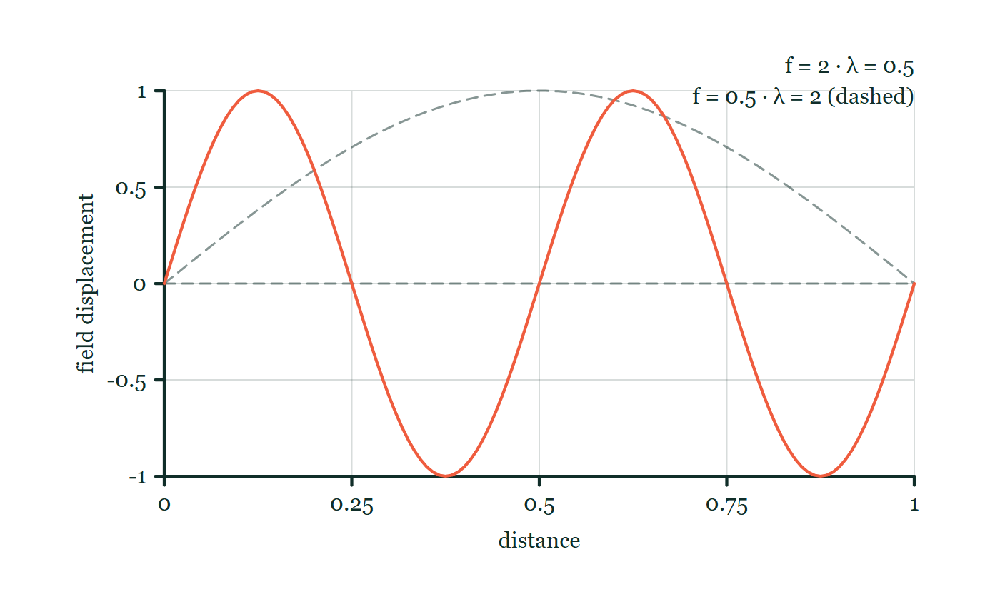 f = 2 · λ = 0.5
f = 0.5 · λ = 2 (dashed)
1
0.5
0
-0.5
-1
field displacement
0 0.25 0.5 0.75 1
distance